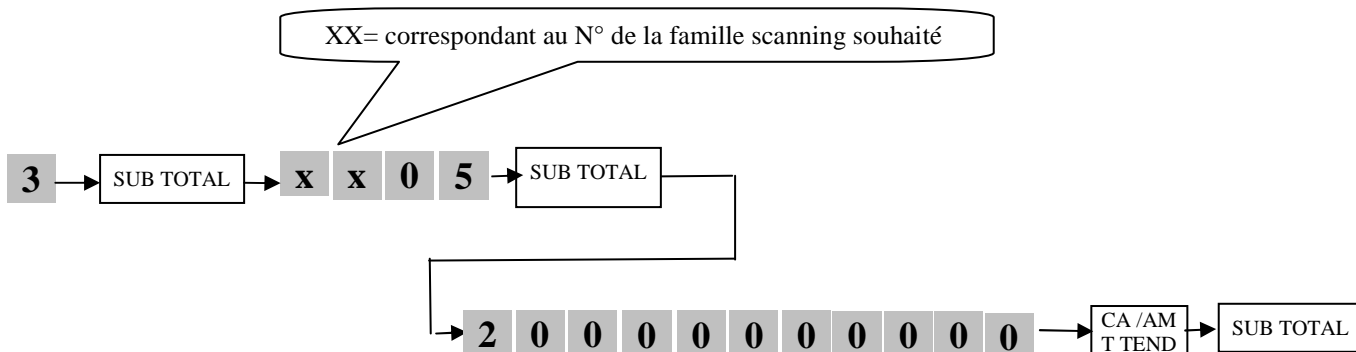 XX= correspondant au N° de la famille scanning souhaité
3 SUB TOTAL x x 0 5 SUB TOTAL
2 0 0 0 0 0 0 0 0 0 0 CA /AM
T TEND SUB TOTAL